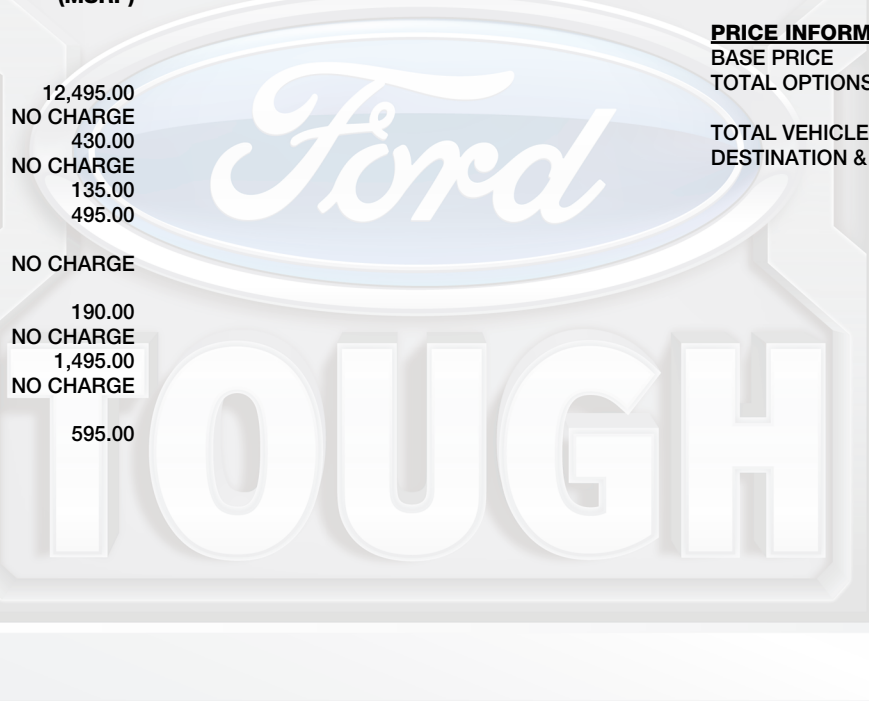 (MSRP)
12,495.00
NO CHARGE
430.00
NO CHARGE
135.00
495.00
NO CHARGE
190.00
NO CHARGE
1,495.00
NO CHARGE
595.00
PRICE INFORM
BASE PRICE
TOTAL OPTIONS
TOTAL VEHICLE
DESTINATION &
Ford
TOUGH